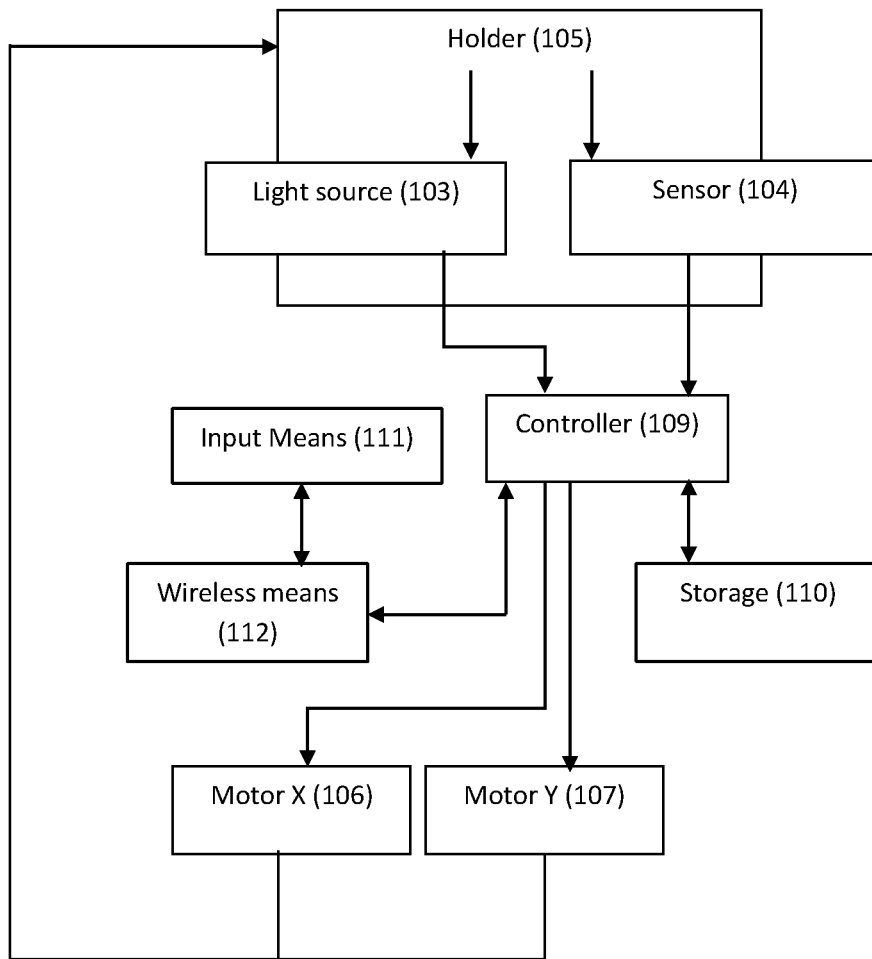 Holder (105)
Light source (103)
Sensor (104)
Controller (109)
Input Means (111)
Wireless means
(112)
Storage (110)
Motor X (106)
Motor Y (107)